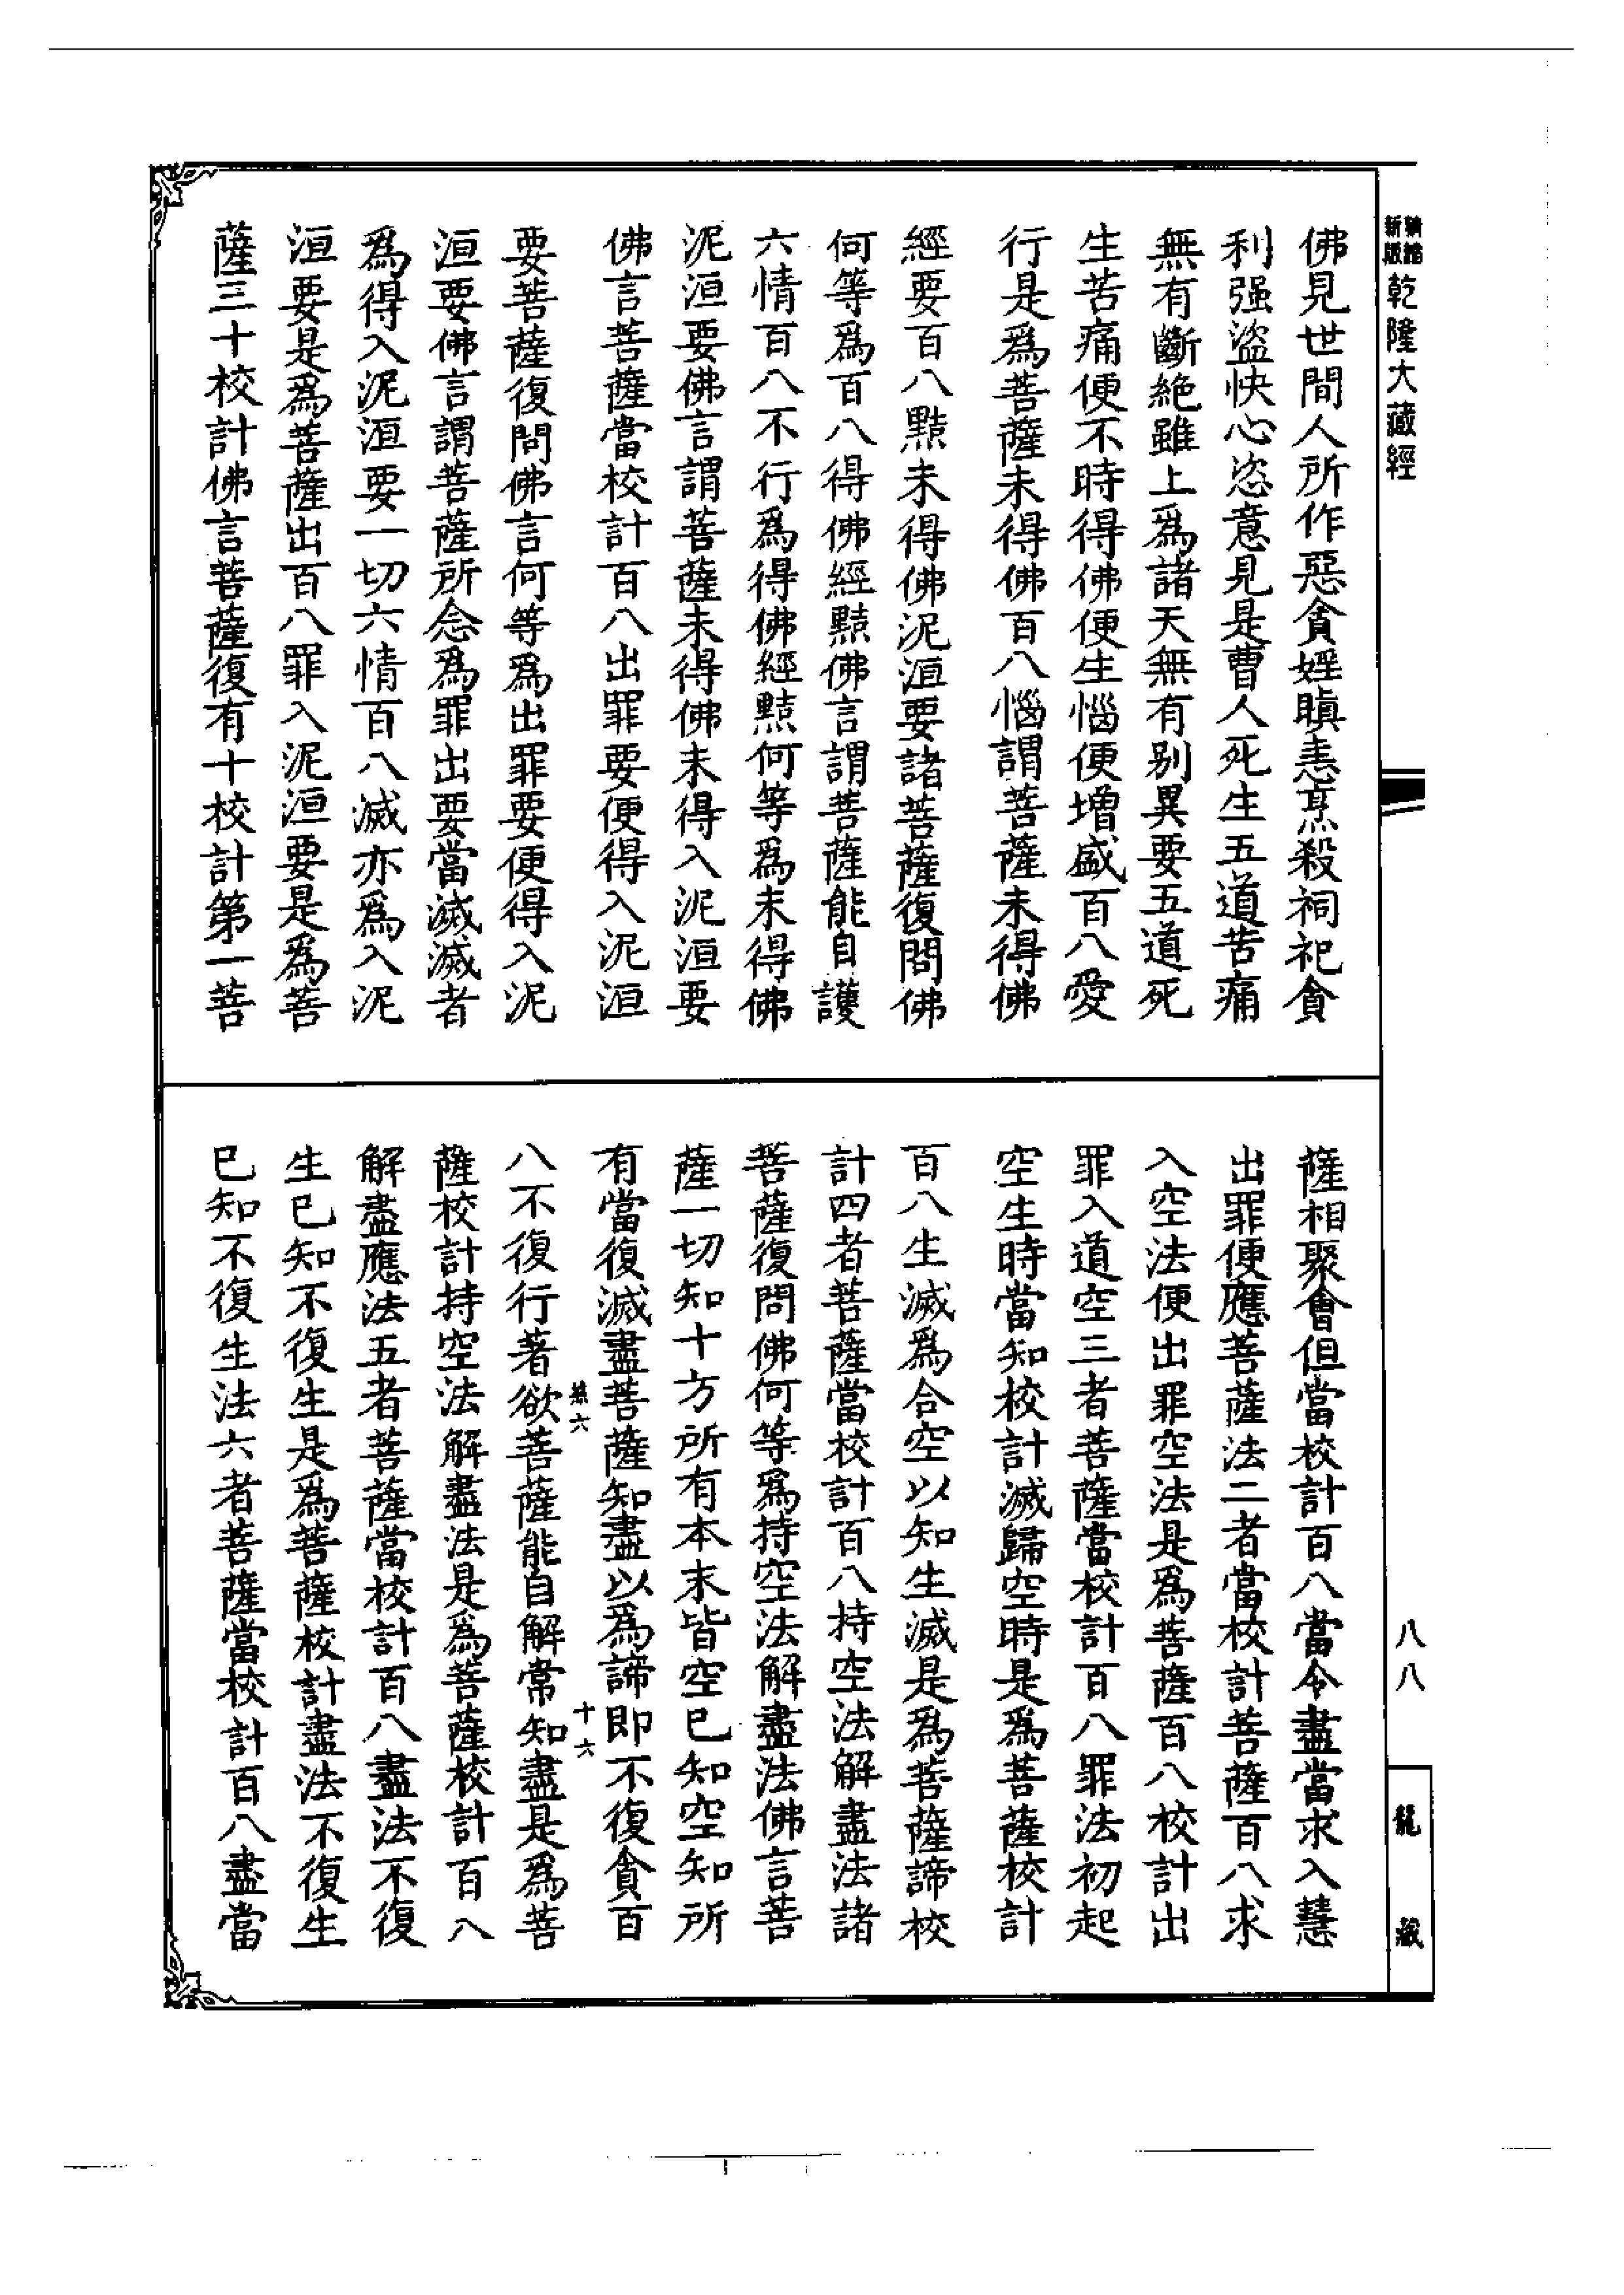 新版精縮乾隆大藏經
佛見世間人所作惡貪婬瞋恚烹殺祠祀貪
利强盜快心恣意見是曹人死生五道苦痛
無有斷絶雖上爲諸天無有別異要五道死
生苦痛便不時得佛便生惱便增盛百八愛
行是爲菩薩未得佛百八惱謂菩薩未得佛
經要百八黠未得佛泥洹要諸菩薩復問佛
何等爲百八得佛經黠佛言謂菩薩能自護
六情百八不行爲得佛經黠何等爲未得佛
泥洹要佛言謂菩薩未得佛未得入泥洹要
佛言菩薩當校計百八出罪要便得入泥洹
要菩薩復問佛言何等爲出罪要便得入泥
洹要佛言謂菩薩所念爲罪出要當滅滅者
爲得入泥洹要一切六情百八滅亦爲入泥
洹要是爲菩薩出百八罪入泥洹要是爲菩
薩三十校計佛言菩薩復有十校計第一菩
薩相聚會但當校計百八當令盡當求入慧
出罪便應菩薩法二者當校計菩薩百八求
入空法便出罪空法是爲菩薩百八校計出
罪入道空三者菩薩當校計百八罪法初起
空生時當知校計滅歸空時是爲菩薩校計
百八生滅爲合空以知生滅是爲菩薩諦校
計四者菩薩當校計百八持空法解盡法諸
菩薩復問佛何等爲持空法解盡法佛言菩
薩一切知十方所有本末皆空已知空知所
有當復滅盡菩薩知盡以爲諦即不復貪百
八不復行著欲菩薩能自解常知盡是爲菩
薩校計持空法解盡法是爲菩薩校計百八
解盡應法五者菩薩當校計百八盡法不復
生已知不復生是爲菩薩校計盡法不復生
已知不復生法六者菩薩當校計百八盡當
六
十六
八八
龍藏